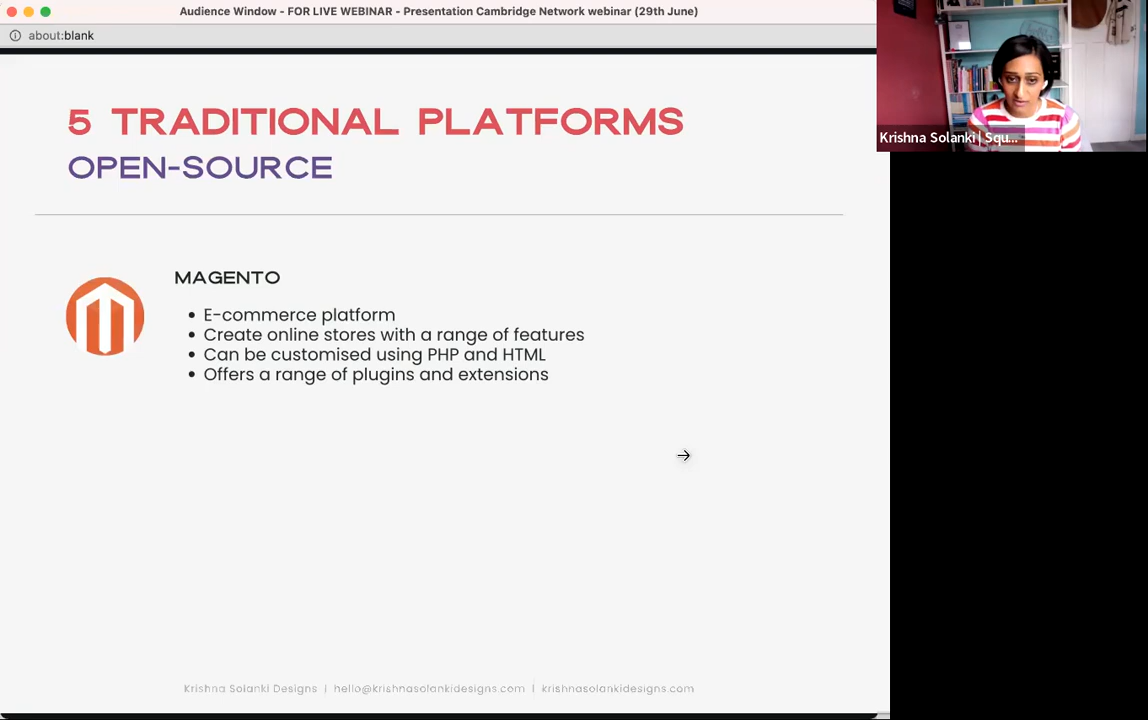 Audience Window - FOR LIVE WEBINAR - Presentation Cambridge Network webinar (29th June)
about:blank
Krishna Solanki | Squ...
5 TRADITIONAL PLATFORMS
OPEN-SOURCE
MAGENTO
• E-commerce platform
• Create online stores with a range of features
• Can be customised using PHP and HTML
• Offers a range of plugins and extensions
Krishna Solanki Designs | hello@krishnasolankidesigns.com | krishnasolankidesigns.com